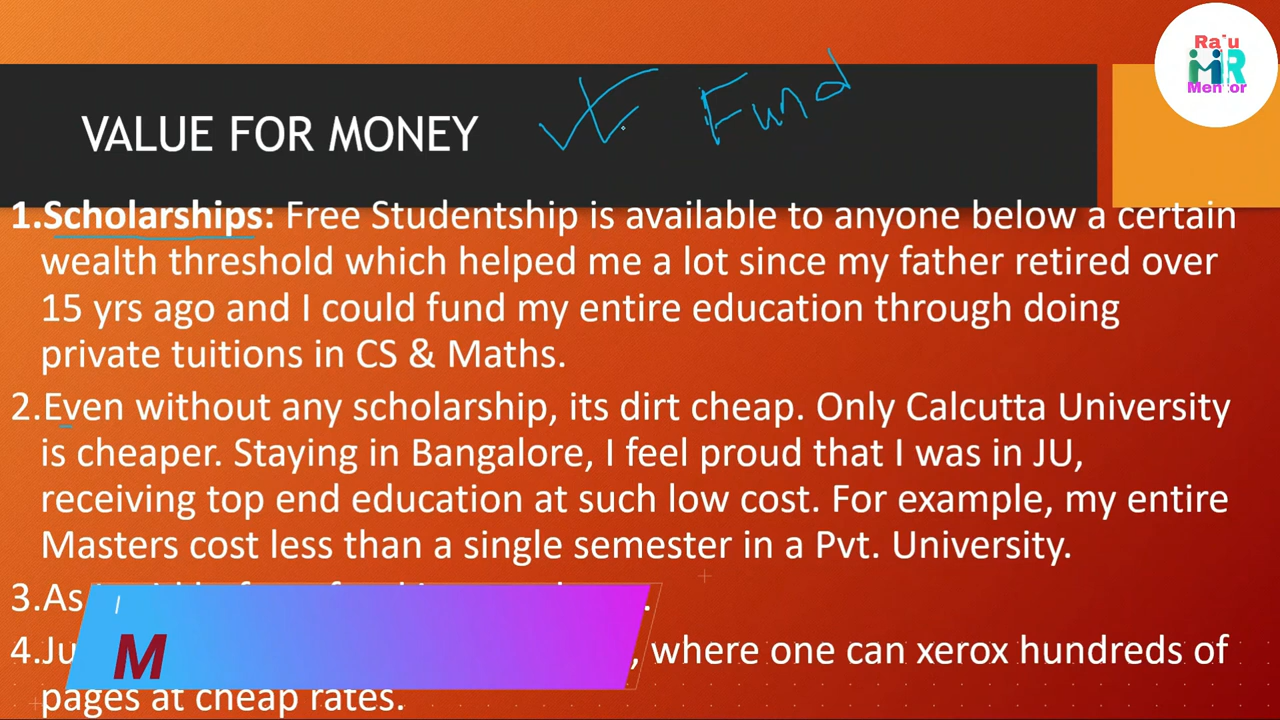 Raju
MR
Mentor
VALUE FOR MONEY
Fund
1.Scholarships: Free Studentship is available to anyone below a certain
wealth threshold which helped me a lot since my father retired over
15 yrs ago and I could fund my entire education through doing
private tuitions in CS & Maths.
2.Even without any scholarship, its dirt cheap. Only Calcutta University
is cheaper. Staying in Bangalore, I feel proud that I was in JU,
receiving top end education at such low cost. For example, my entire
Masters cost less than a single semester in a Pvt. University.
3.As
M
4.Ju , where one can xerox hundreds of
pages at cheap rates.